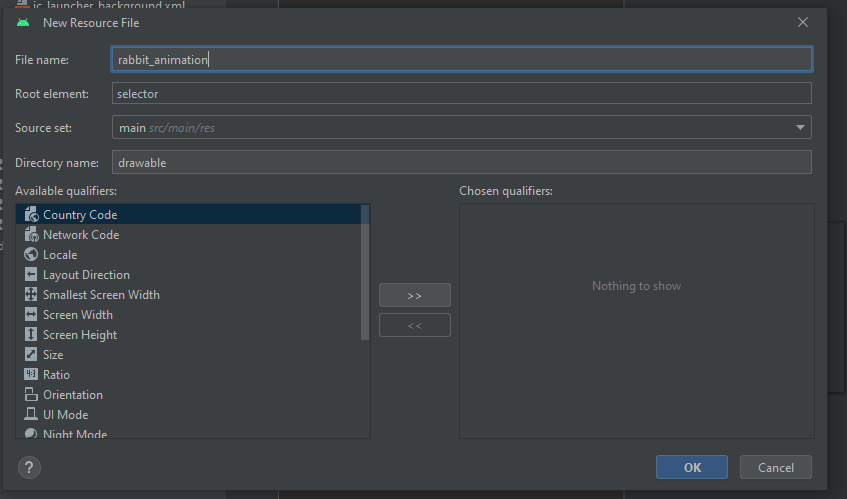 ic_launcher_background.xml
New Resource File
File name: rabbit_animation
Root element: selector
Source set: main src/main/res
Directory name: drawable
Available qualifiers:
Chosen qualifiers:
Country Code
Network Code
Locale
Layout Direction
Smallest Screen Width
Screen Width
Screen Height
Size
Ratio
Orientation
UI Mode
Night Mode
>>
<<
Nothing to show
?
OK
Cancel